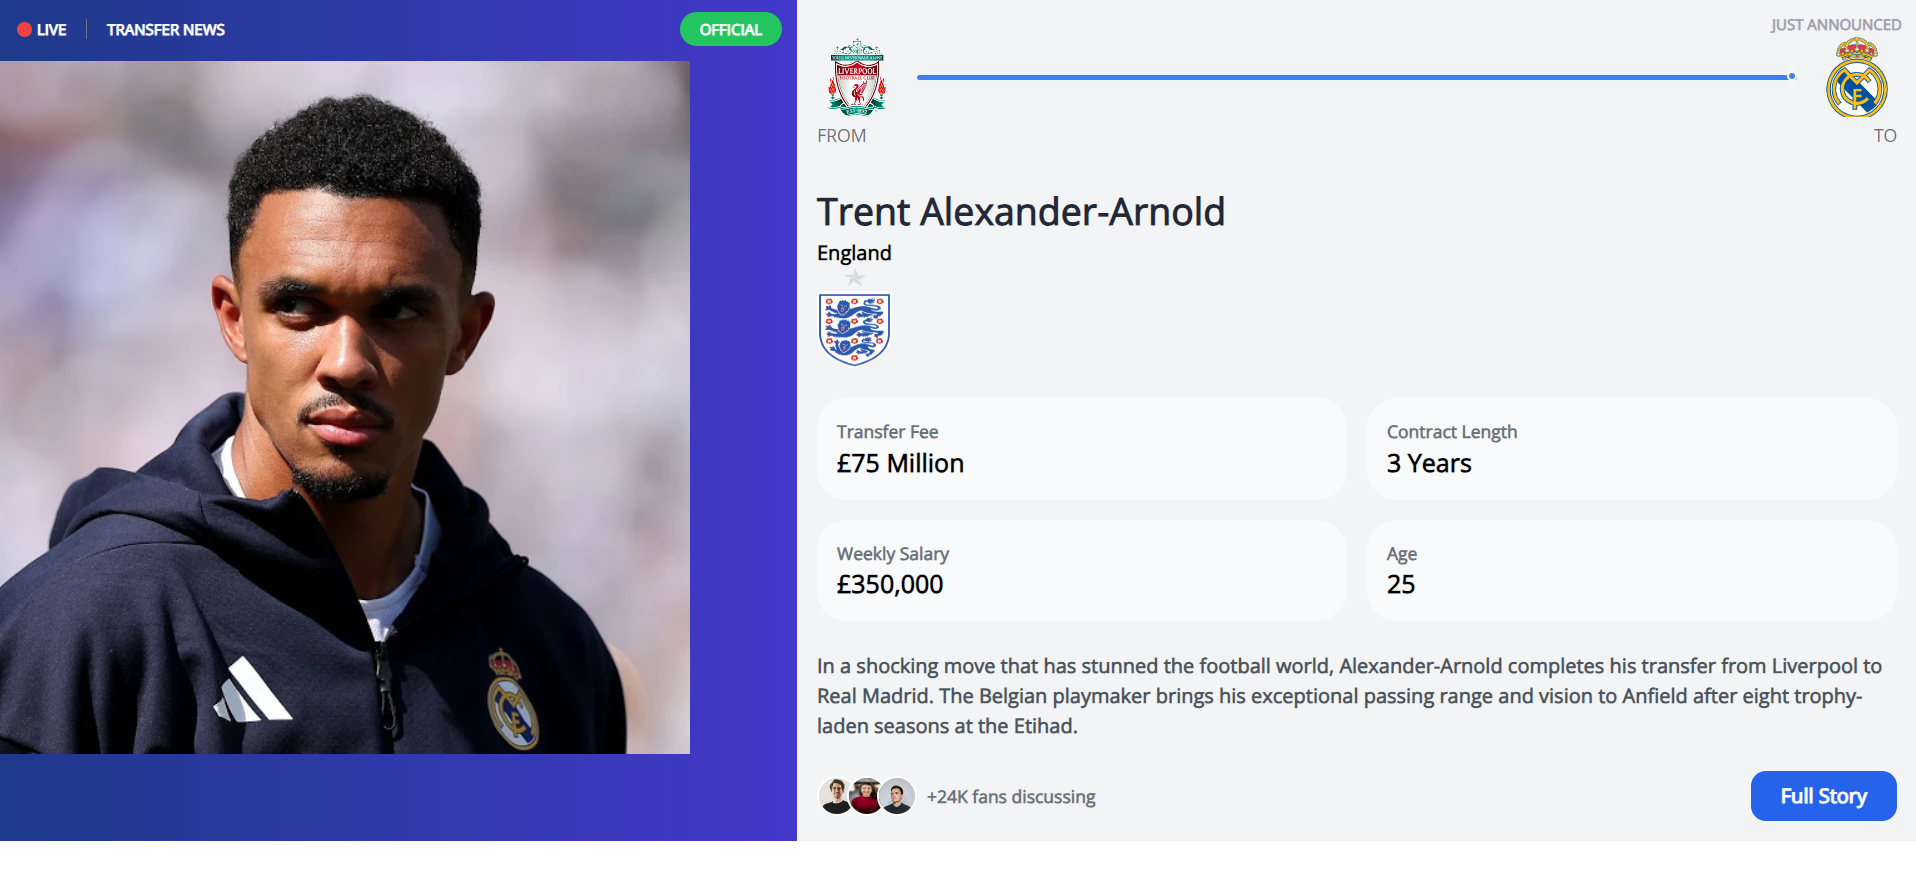 LIVE
TRANSFER NEWS
OFFICIAL
JUST ANNOUNCED
LIVERPOOL
FOOTBALL CLUB
FROM
TO
Trent Alexander-Arnold
England
Transfer Fee
£75 Million
Contract Length
3 Years
Weekly Salary
£350,000
Age
25
In a shocking move that has stunned the football world, Alexander-Arnold completes his transfer from Liverpool to
Real Madrid. The Belgian playmaker brings his exceptional passing range and vision to Anfield after eight trophy-
laden seasons at the Etihad.
+24K fans discussing
Full Story